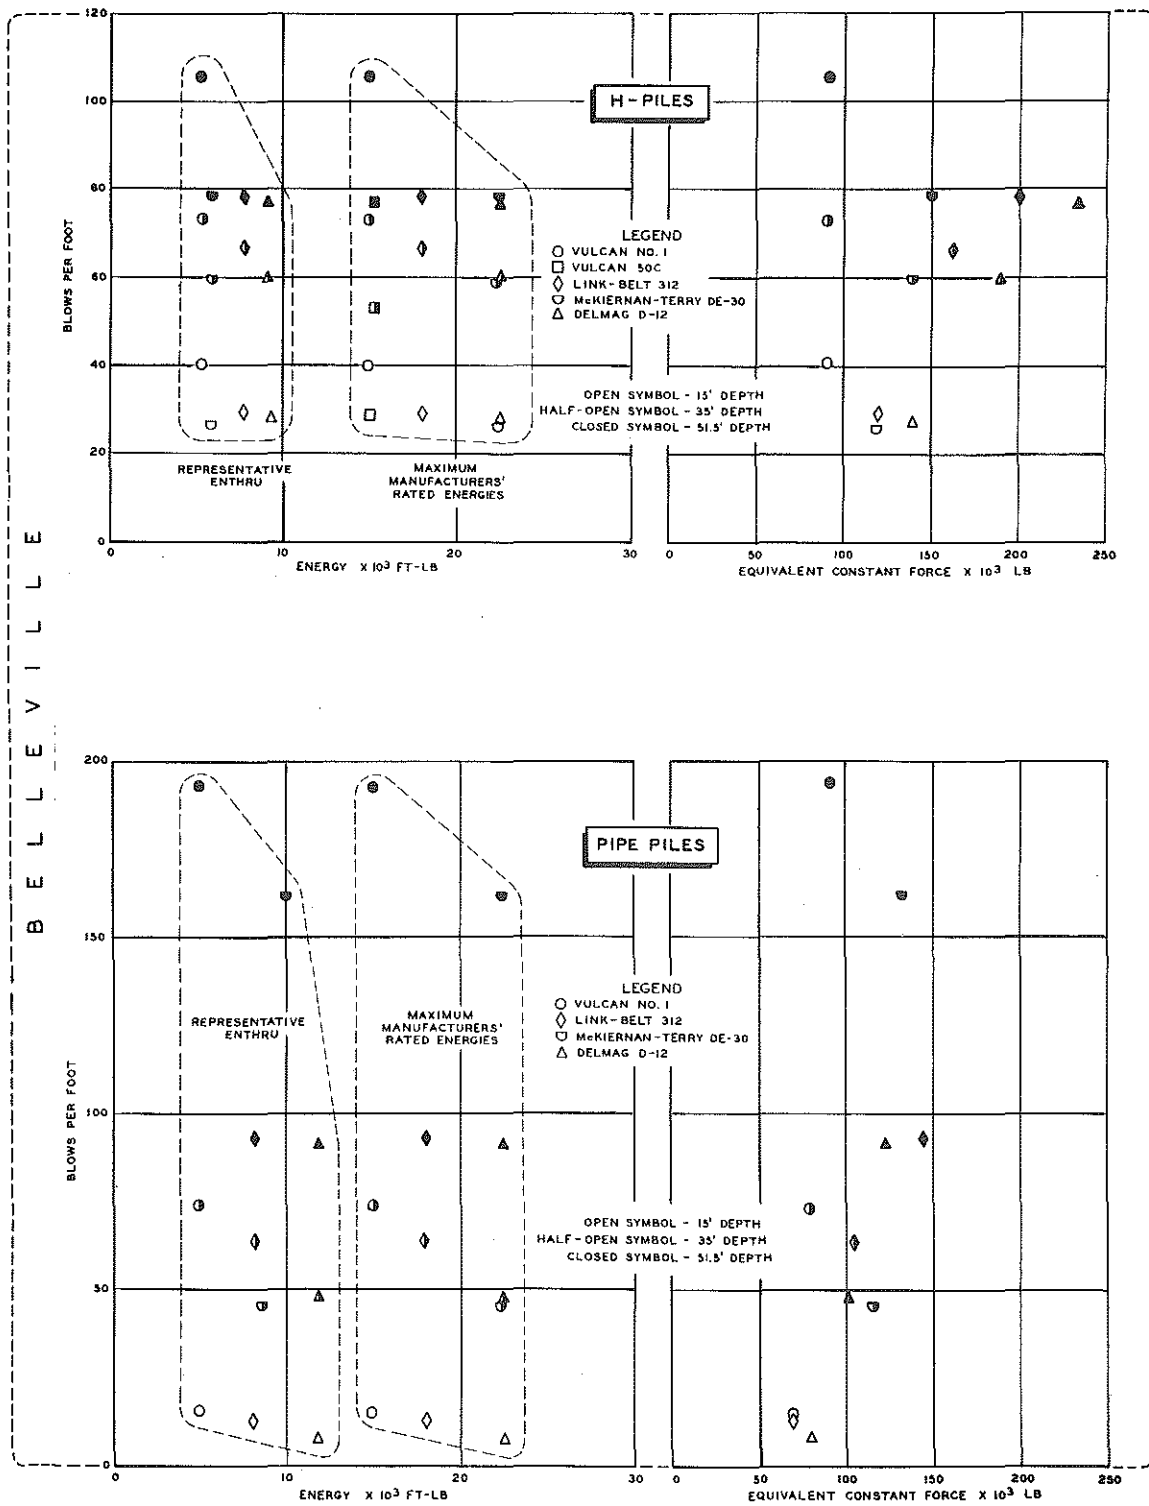 BELLEVILLE
120
100
80
60
40
20
0
BLOWS PER FOOT
H-PILES
LEGEND
VULCAN NO. 1
VULCAN 50C
LINK-BELT 312
McKIERNAN-TERRY DE-30
DELMAG D-12
OPEN SYMBOL - 15' DEPTH
HALF-OPEN SYMBOL - 35' DEPTH
CLOSED SYMBOL - 51.5' DEPTH
REPRESENTATIVE
ENTHRU
MAXIMUM
MANUFACTURERS'
RATED ENERGIES
0 10 20 30
ENERGY X 10³ FT-LB
0 50 100 150 200 250
EQUIVALENT CONSTANT FORCE X 10³ LB
200
150
100
50
0
BLOWS PER FOOT
PIPE PILES
LEGEND
VULCAN NO. 1
LINK-BELT 312
McKIERNAN-TERRY DE-30
DELMAG D-12
REPRESENTATIVE
ENTHRU
MAXIMUM
MANUFACTURERS'
RATED ENERGIES
OPEN SYMBOL - 15' DEPTH
HALF-OPEN SYMBOL - 35' DEPTH
CLOSED SYMBOL - 51.5' DEPTH
0 10 20 30
ENERGY X 10³ FT-LB
0 50 100 150 200 250
EQUIVALENT CONSTANT FORCE X 10³ LB